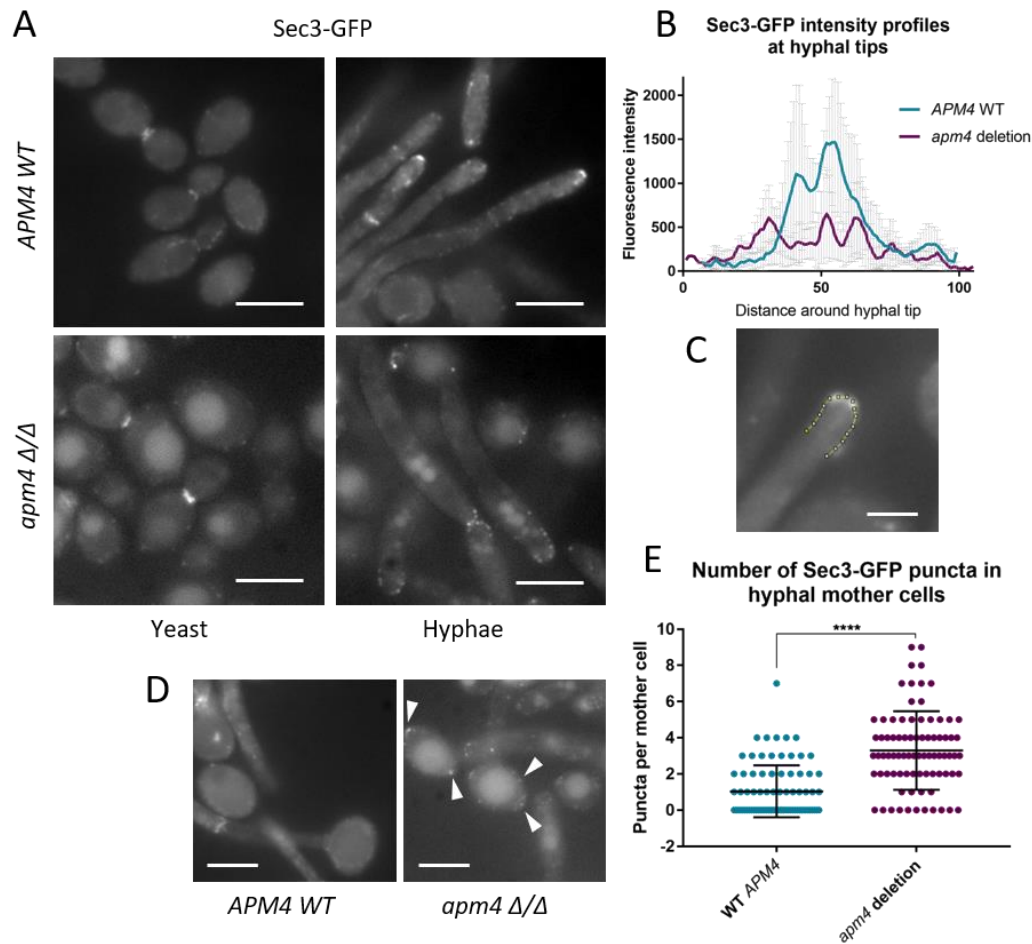 A
Sec3-GFP
APM4 WT
apm4 Δ/Δ
Yeast
Hyphae
B
Sec3-GFP intensity profiles
at hyphal tips
Fluorescence intensity
2000
1500
1000
500
0
0
50
100
Distance around hyphal tip
APM4 WT
apm4 deletion
C
D
APM4 WT
apm4 Δ/Δ
E
Number of Sec3-GFP puncta in
hyphal mother cells
Puncta per mother cell
10
8
6
4
2
0
-2
****
WT APM4
apm4 deletion